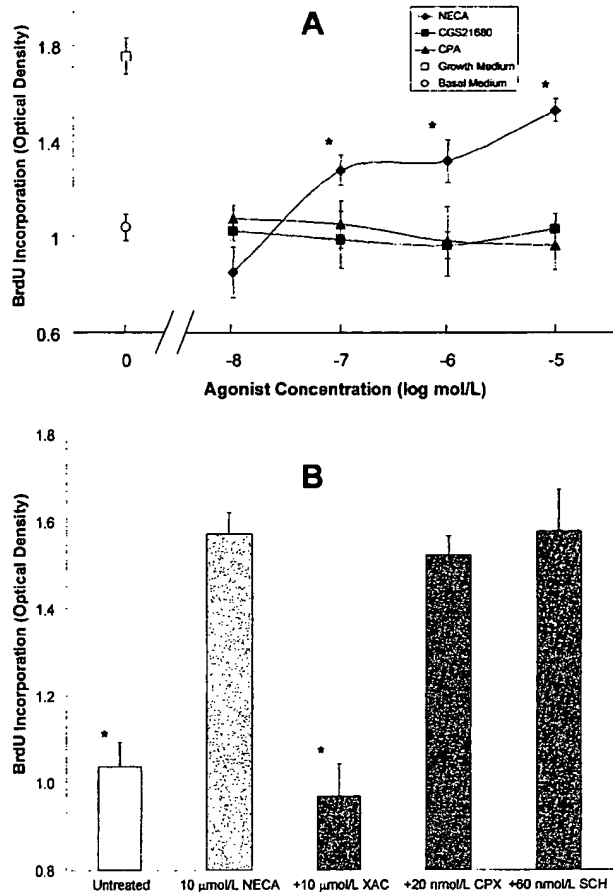 A
NECA
CGS21680
CPA
Growth Medium
Basal Medium
BrdU Incorporation (Optical Density)
1.8
1.4
1
0.6
0
-8
-7
-6
-5
*
*
*
Agonist Concentration (log mol/L)
B
BrdU Incorporation (Optical Density)
1.8
1.6
1.4
1.2
1.0
0.8
*
*
Untreated
10 µmol/L NECA
+10 µmol/L XAC
+20 nmol/L CPX
+60 nmol/L SCH